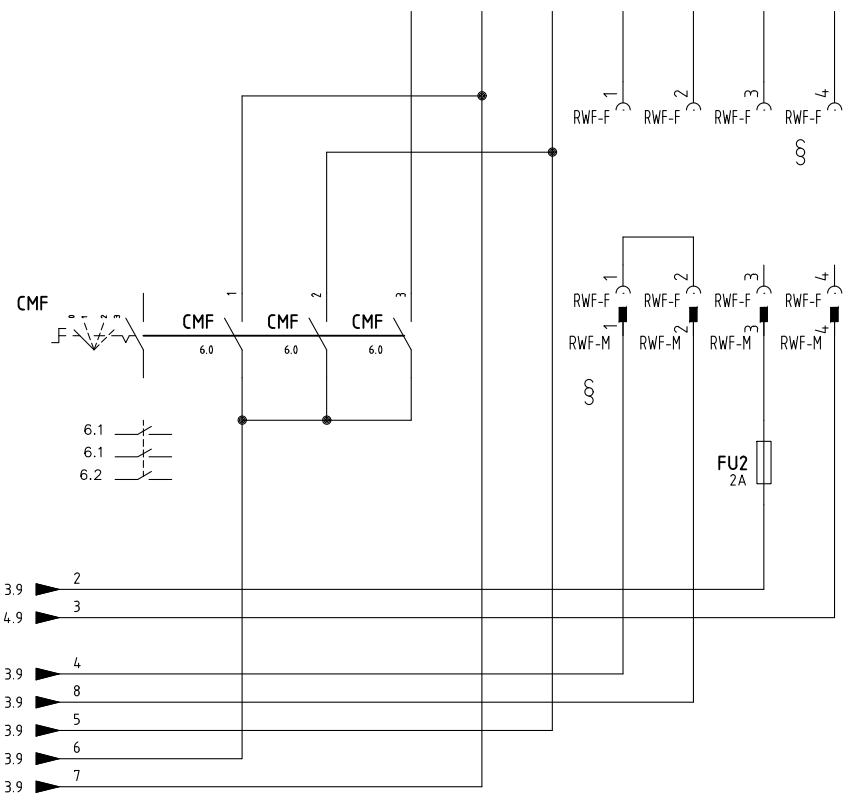 1 2 3 4
RWF-F RWF-F RWF-F RWF-F
§
1 2 3 4
RWF-F RWF-F RWF-F RWF-F
1 2 3 4
RWF-M RWF-M RWF-M RWF-M
§
1 2 3
CMF
0 1 2 3
CMF CMF CMF
6.0 6.0 6.0
6.1
6.1
6.2
FU2
2A
3.9 2
4.9 3
3.9 4
3.9 8
3.9 5
3.9 6
3.9 7